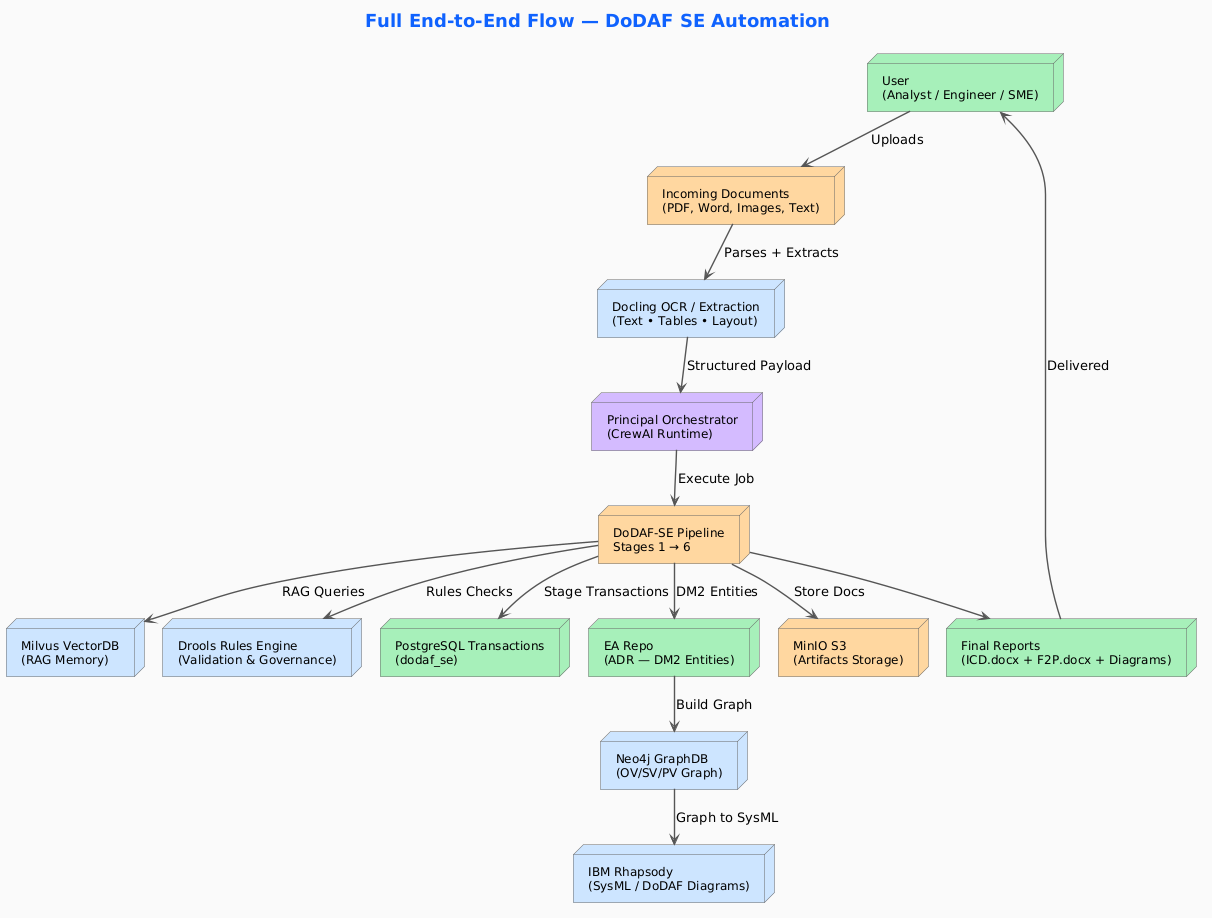 Full End-to-End Flow — DoDAF SE Automation
User
(Analyst / Engineer / SME)
Uploads
Incoming Documents
(PDF, Word, Images, Text)
Parses + Extracts
Docling OCR / Extraction
(Text • Tables • Layout)
Structured Payload
Delivered
Principal Orchestrator
(CrewAI Runtime)
Execute Job
DoDAF-SE Pipeline
Stages 1 → 6
RAG Queries
Rules Checks
Stage Transactions
DM2 Entities
Store Docs
Milvus VectorDB
(RAG Memory)
Drools Rules Engine
(Validation & Governance)
PostgreSQL Transactions
(dodaf_se)
EA Repo
(ADR — DM2 Entities)
MinIO S3
(Artifacts Storage)
Final Reports
(ICD.docx + F2P.docx + Diagrams)
Build Graph
Neo4j GraphDB
(OV/SV/PV Graph)
Graph to SysML
IBM Rhapsody
(SysML / DoDAF Diagrams)